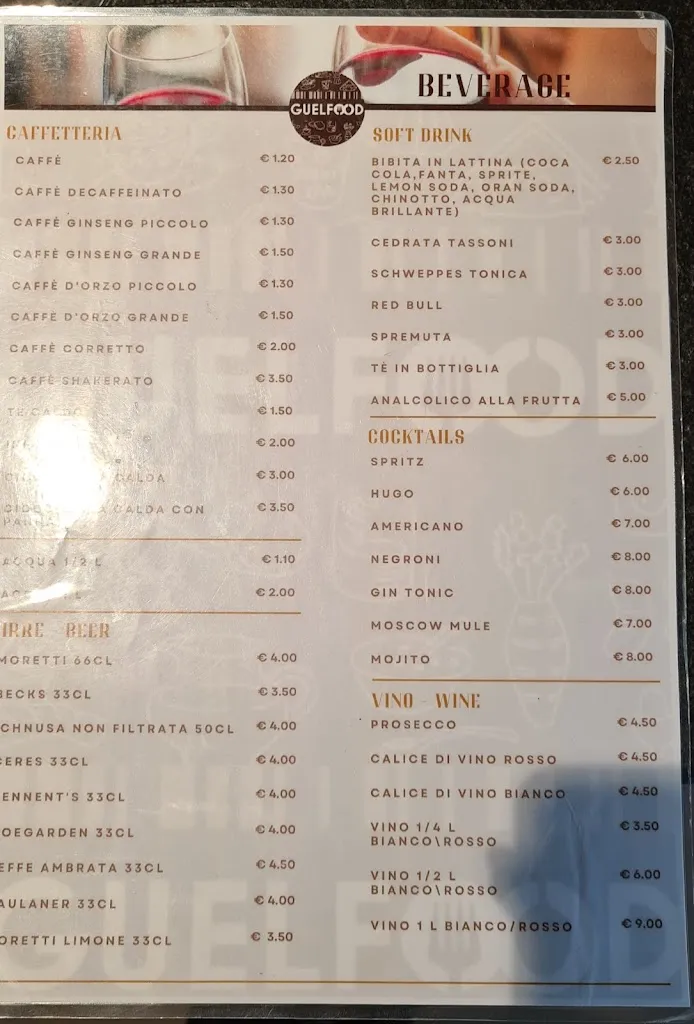 BEVERAGE
GUELFOOD
CAFFETTERIA
CAFFÈ €1.20
CAFFÈ DECAFFEINATO €1.30
CAFFÈ GINSENG PICCOLO €1.30
CAFFÈ GINSENG GRANDE €1.50
CAFFÈ D'ORZO PICCOLO €1.30
CAFFÈ D'ORZO GRANDE €1.50
CAFFÈ CORRETTO €2.00
CAFFÈ SHAKERATO €3.50
TÈ CALDO €1.50
€2.00
CALDA €3.00
CALDA CON €3.50
PANNA
ACQUA 1/2 L €1.10
€2.00
IRRE - BEER
MORETTI 66CL €4.00
BECKS 33CL €3.50
CHNUSA NON FILTRATA 50CL €4.00
CERES 33CL €4.00
ENNENT'S 33CL €4.00
OEGARDEN 33CL €4.00
EFFE AMBRATA 33CL €4.50
AULANER 33CL €4.00
ORETTI LIMONE 33CL € 3.50
SOFT DRINK
BIBITA IN LATTINA (COCA €2.50
COLA,FANTA, SPRITE,
LEMON SODA, ORAN SODA,
CHINOTTO, ACQUA
BRILLANTE)
CEDRATA TASSONI €3.00
SCHWEPPES TONICA €3.00
RED BULL €3.00
SPREMUTA €3.00
TÈ IN BOTTIGLIA €3.00
ANALCOLICO ALLA FRUTTA €5.00
COCKTAILS
SPRITZ € 6.00
HUGO €6.00
AMERICANO €7.00
NEGRONI €8.00
GIN TONIC €8.00
MOSCOW MULE €7.00
MOJITO €8.00
VINO - WINE
PROSECCO €4.50
CALICE DI VINO ROSSO €4.50
CALICE DI VINO BIANCO €4.50
VINO 1/4 L €3.50
BIANCO\ROSSO
VINO 1/2 L €6.00
BIANCO\ROSSO
VINO 1 L BIANCO/ROSSO €9.00